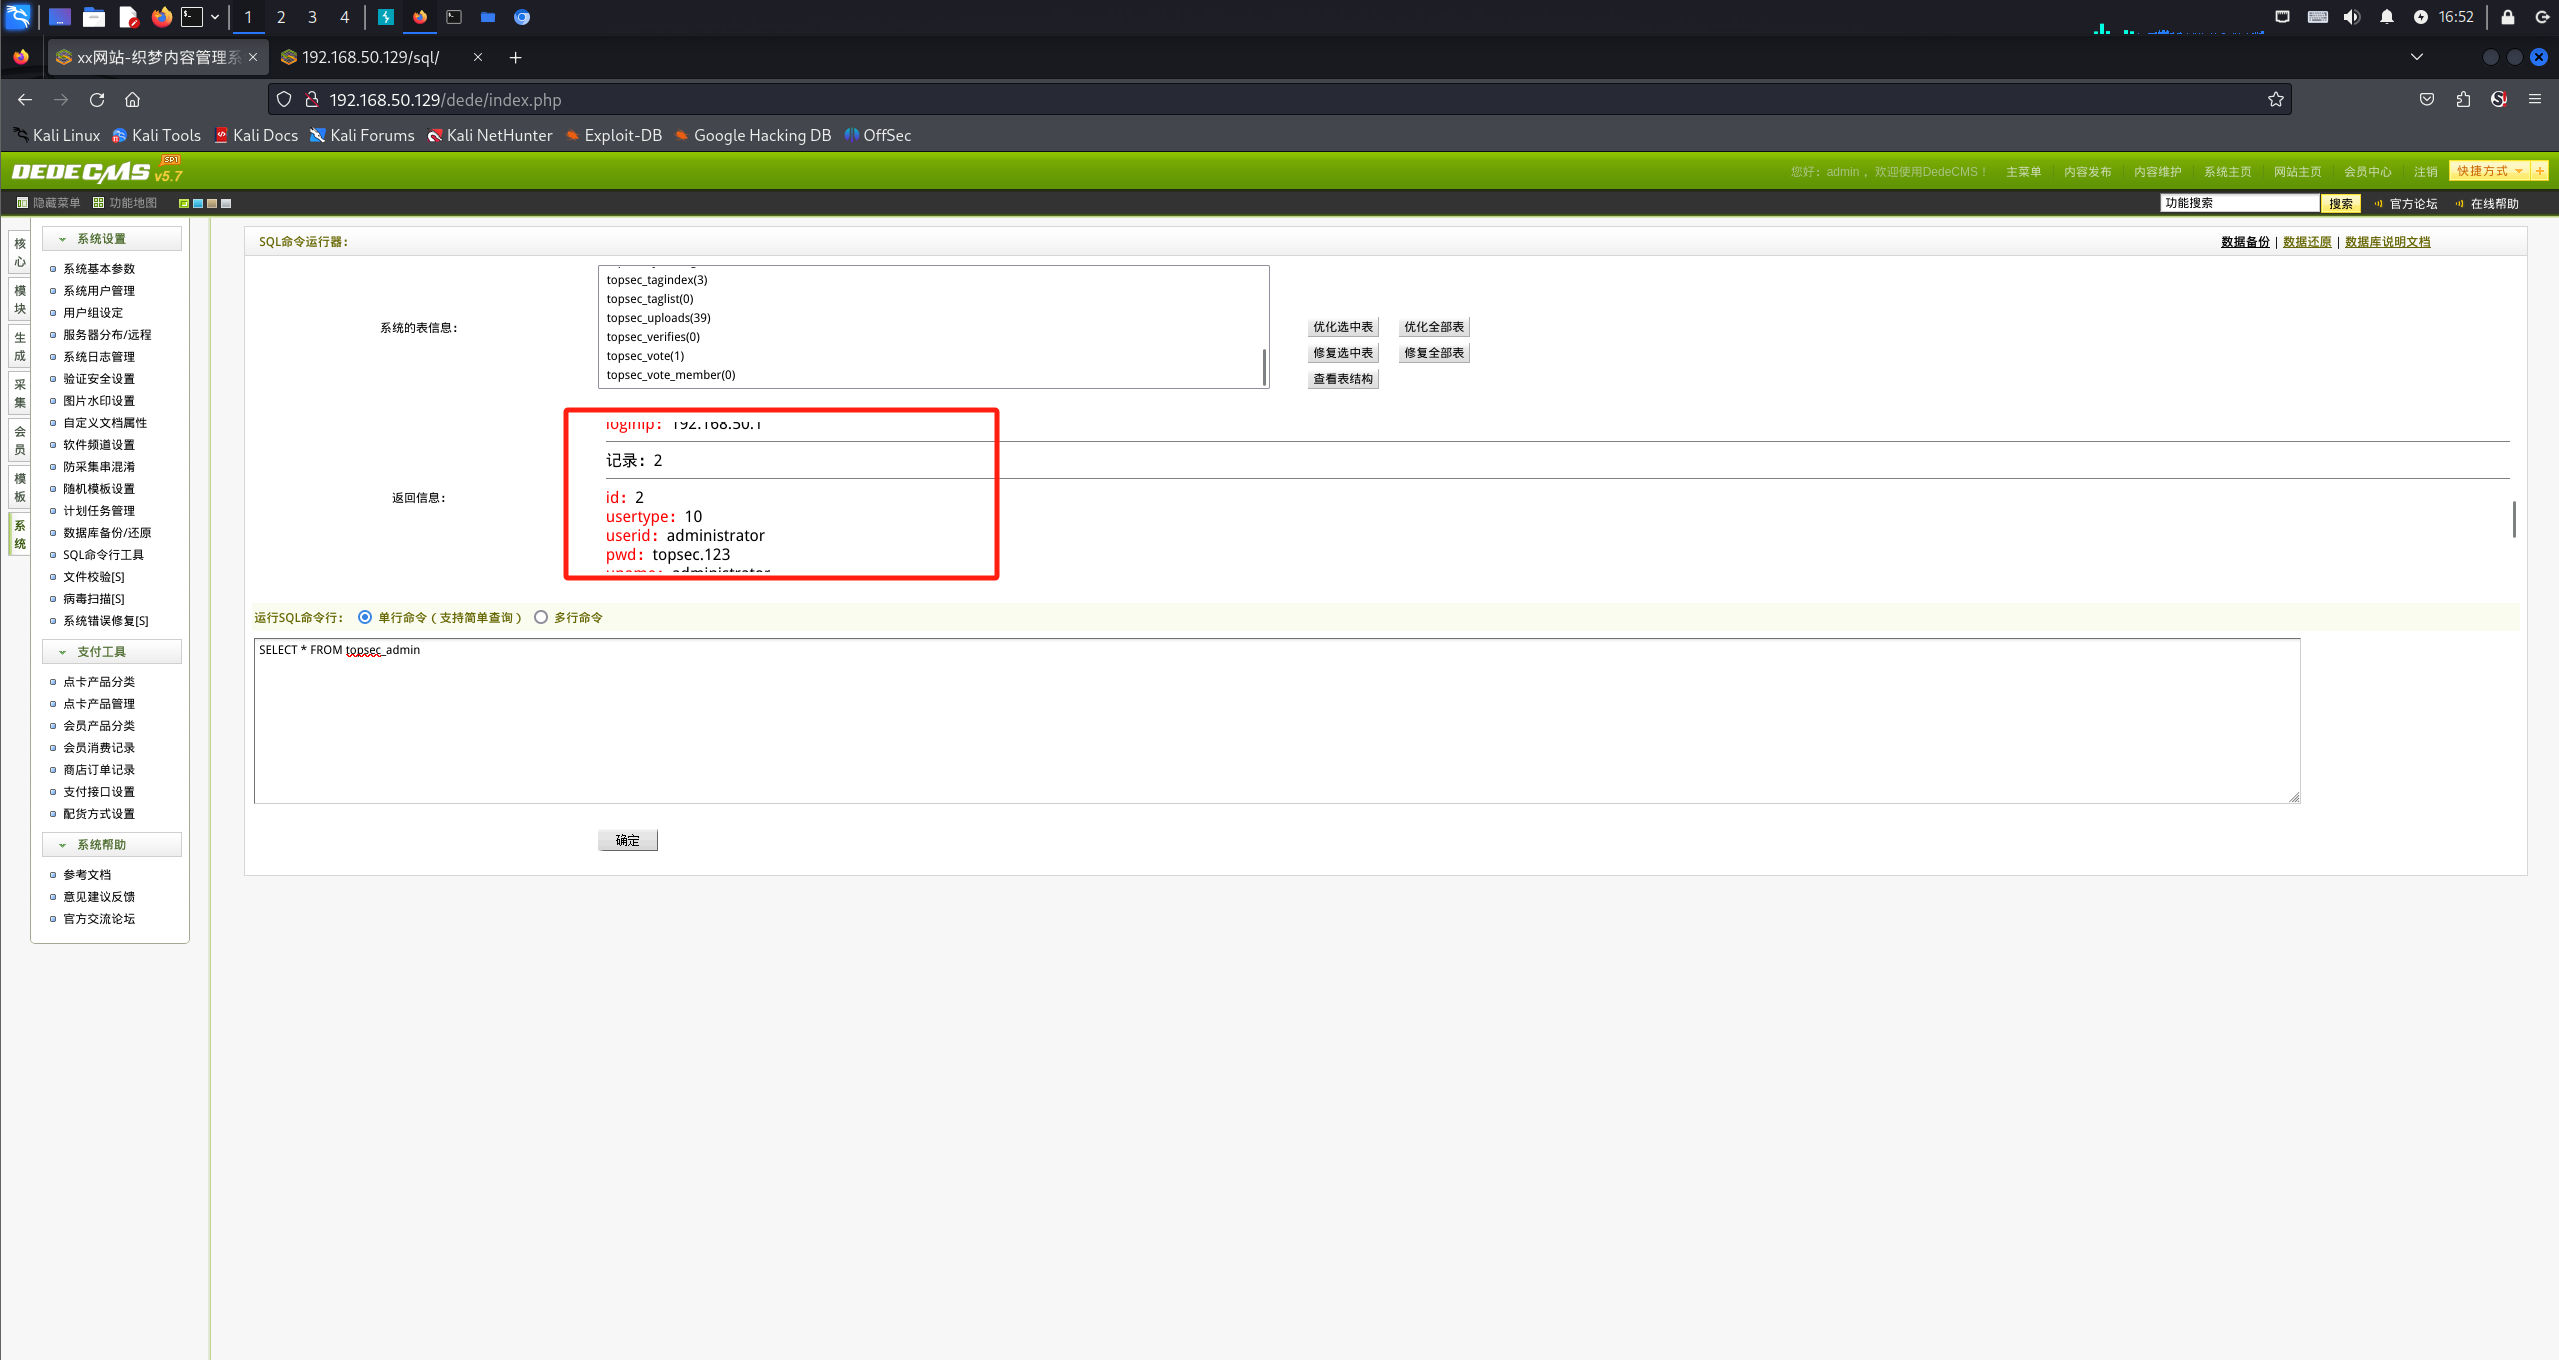 1 2 3 4
16:52
xx网站-织梦内容管理系
192.168.50.129/sql/
192.168.50.129/dede/index.php
Kali Linux Kali Tools Kali Docs Kali Forums Kali NetHunter Exploit-DB Google Hacking DB OffSec
DEDECMS v5.7 SP1
您好：admin ，欢迎使用DedeCMS！ 主菜单 内容发布 内容维护 系统主页 网站主页 会员中心 注销 快捷方式 +
隐藏菜单 功能地图
功能搜索 搜索 官方论坛 在线帮助
核心
模块
生成
采集
会员
模板
系统
系统设置
系统基本参数
系统用户管理
用户组设定
服务器分布/远程
系统日志管理
验证安全设置
图片水印设置
自定义文档属性
软件频道设置
防采集串混淆
随机模板设置
计划任务管理
数据库备份/还原
SQL命令行工具
文件校验[S]
病毒扫描[S]
系统错误修复[S]
支付工具
点卡产品分类
点卡产品管理
会员产品分类
会员消费记录
商店订单记录
支付接口设置
配货方式设置
系统帮助
参考文档
意见建议反馈
官方交流论坛
SQL命令运行器：
数据备份 | 数据还原 | 数据库说明文档
系统的表信息：
topsec_tagindex(3)
topsec_taglist(0)
topsec_uploads(39)
topsec_verifies(0)
topsec_vote(1)
topsec_vote_member(0)
优化选中表 优化全部表
修复选中表 修复全部表
查看表结构
返回信息：
loginip： 192.168.50.1
记录：2
id：2
usertype：10
userid：administrator
pwd：topsec.123
uname：administrator
运行SQL命令行： 单行命令（支持简单查询） 多行命令
SELECT * FROM topsec_admin
确定